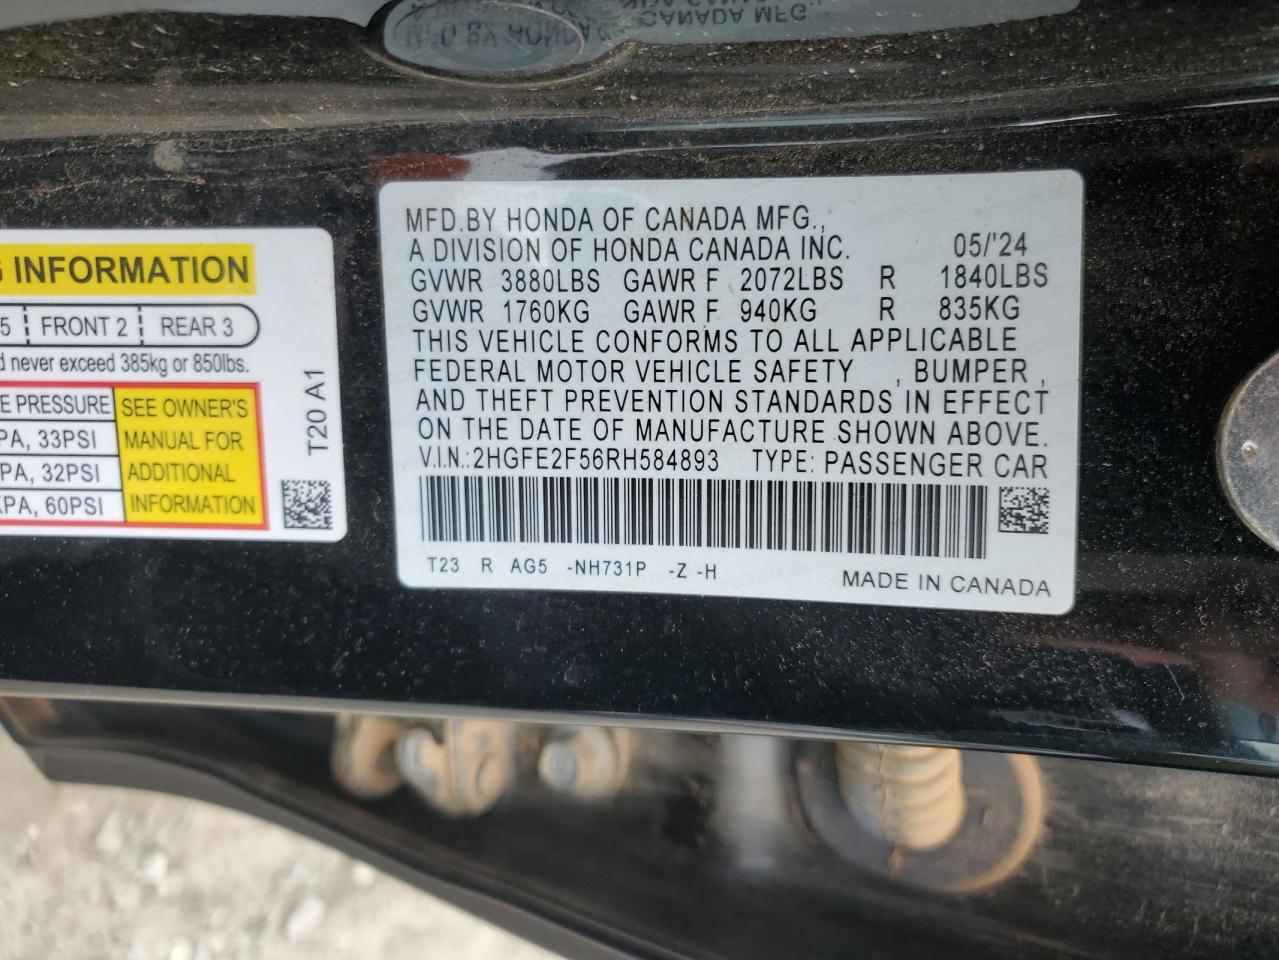 CANADA MFG
INFORMATION
5 FRONT 2 REAR 3
never exceed 385kg or 850lbs.
PRESSURE SEE OWNER'S
PA, 33PSI MANUAL FOR
PA, 32PSI ADDITIONAL
KPA, 60PSI INFORMATION
T20 A1
MFD.BY HONDA OF CANADA MFG.,
A DIVISION OF HONDA CANADA INC. 05/'24
GVWR 3880LBS GAWR F 2072LBS R 1840LBS
GVWR 1760KG GAWR F 940KG R 835KG
THIS VEHICLE CONFORMS TO ALL APPLICABLE
FEDERAL MOTOR VEHICLE SAFETY , BUMPER ,
AND THEFT PREVENTION STANDARDS IN EFFECT
ON THE DATE OF MANUFACTURE SHOWN ABOVE.
V.I.N.: 2HGFE2F56RH584893 TYPE: PASSENGER CAR
T23 R AG5 -NH731P -Z -H
MADE IN CANADA